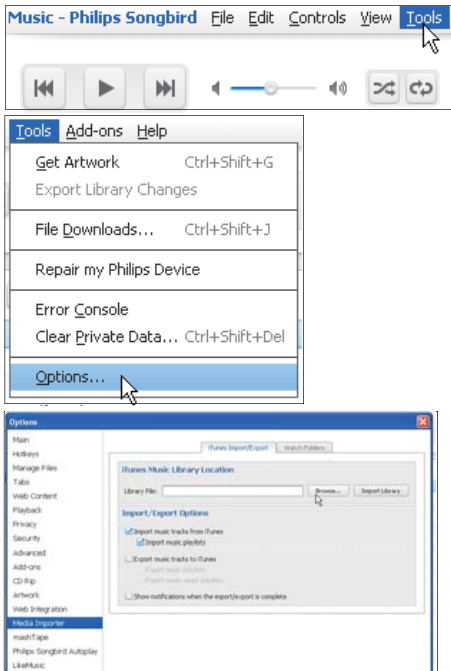 Music - Philips Songbird File Edit Controls View Tools
Tools Add-ons Help
Get Artwork Ctrl+Shift+G
Export Library Changes
File Downloads... Ctrl+Shift+J
Repair my Philips Device
Error Console
Clear Private Data... Ctrl+Shift+Del
Options...
Options
Main
Hotkeys
Manage Files
Tabs
Web Content
Playback
Privacy
Security
Advanced
Add-ons
CD Rip
Artwork
Web Integration
Media Importer
mashTape
Philips Songbird Autoplay
LikeMusic
iTunes Import/Export Watch Folders
iTunes Music Library Location
Library File: Browse... Import Library
Import/Export Options
Import music tracks from iTunes
Import music playlists
Export music tracks to iTunes
Export music playlists
Export music smart playlists
Show notifications when the import/export is complete